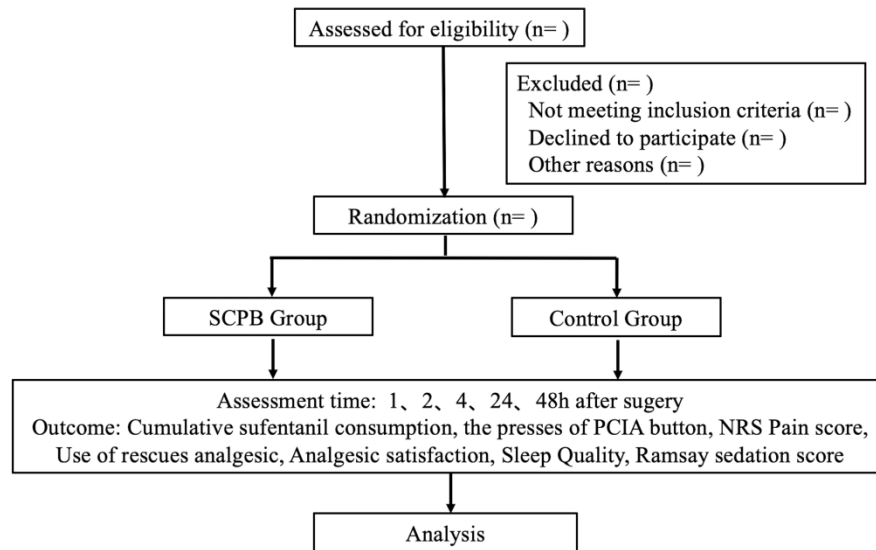 Assessed for eligibility (n= )
Excluded (n= )
Not meeting inclusion criteria (n= )
Declined to participate (n= )
Other reasons (n= )
Randomization (n= )
SCPB Group
Control Group
Assessment time: 1、2、4、24、48h after sugery
Outcome: Cumulative sufentanil consumption, the presses of PCIA button, NRS Pain score,
Use of rescues analgesic, Analgesic satisfaction, Sleep Quality, Ramsay sedation score
Analysis